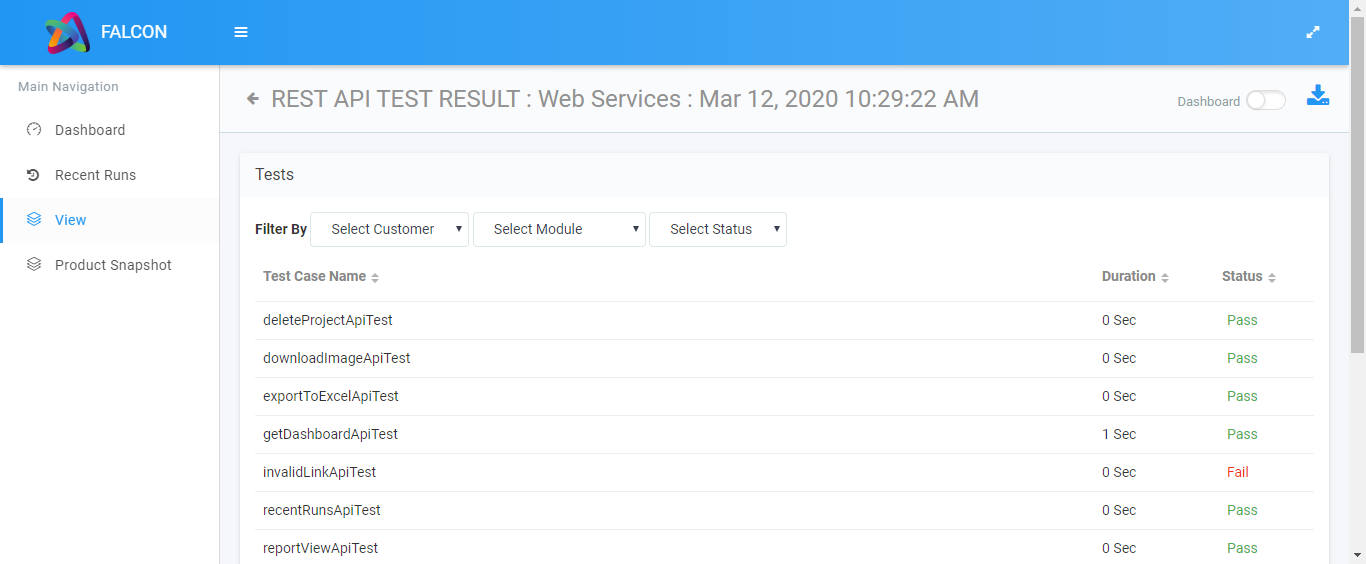 FALCON
Main Navigation
Dashboard
Recent Runs
View
Product Snapshot
REST API TEST RESULT : Web Services : Mar 12, 2020 10:29:22 AM
Dashboard
Tests
Filter By Select Customer Select Module Select Status
Test Case Name Duration Status
deleteProjectApiTest 0 Sec Pass
downloadImageApiTest 0 Sec Pass
exportToExcelApiTest 0 Sec Pass
getDashboardApiTest 1 Sec Pass
invalidLinkApiTest 0 Sec Fail
recentRunsApiTest 0 Sec Pass
reportViewApiTest 0 Sec Pass